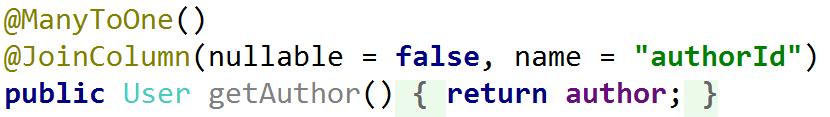 @ManyToOne()
@JoinColumn(nullable = false, name = "authorId")
public User getAuthor() { return author; }